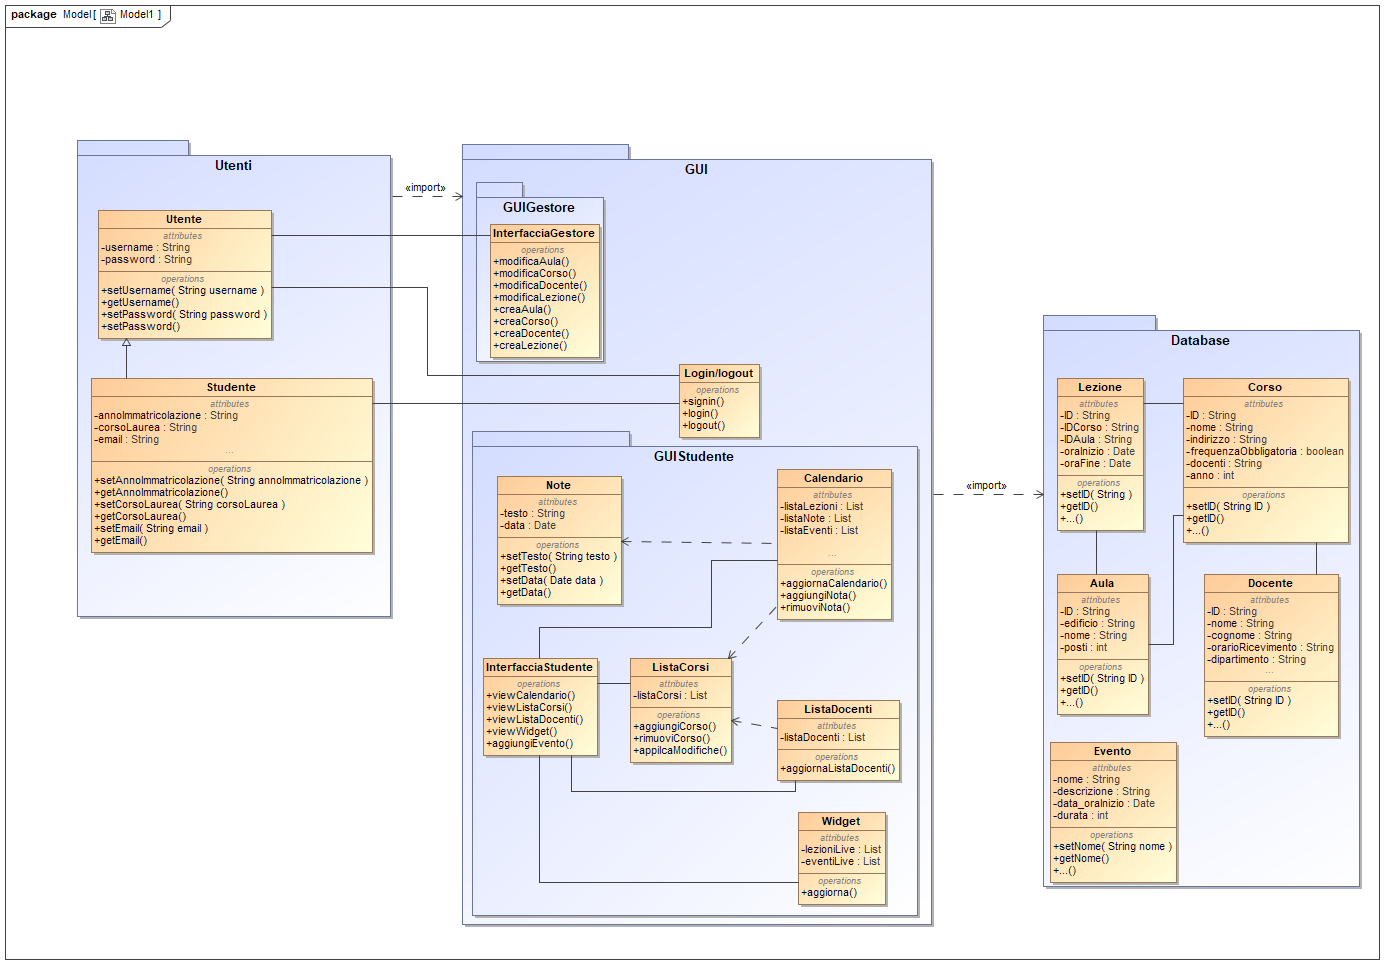 package Model[ Model1 ]
Utenti
Utente
attributes
-username : String
-password : String
operations
+setUsername( String username )
+getUsername()
+setPassword( String password )
+setPassword()
Studente
attributes
-annoImmatricolazione : String
-corsoLaurea : String
-email : String
...
operations
+setAnnoImmatricolazione( String annoImmatricolazione )
+getAnnoImmatricolazione()
+setCorsoLaurea( String corsoLaurea )
+getCorsoLaurea()
+setEmail( String email )
+getEmail()
«import»
GUI
GUIGestore
InterfacciaGestore
operations
+modificaAula()
+modificaCorso()
+modificaDocente()
+modificaLezione()
+creaAula()
+creaCorso()
+creaDocente()
+creaLezione()
Login/logout
operations
+signin()
+login()
+logout()
GUIStudente
Note
attributes
-testo : String
-data : Date
operations
+setTesto( String testo )
+getTesto()
+setData( Date data )
+getData()
Calendario
attributes
-listaLezioni : List
-listaNote : List
-listaEventi : List
...
operations
+aggiornaCalendario()
+aggiungiNota()
+rimuoviNota()
InterfacciaStudente
operations
+viewCalendario()
+viewListaCorsi()
+viewListaDocenti()
+viewWidget()
+aggiungiEvento()
ListaCorsi
attributes
-listaCorsi : List
operations
+aggiungiCorso()
+rimuoviCorso()
+appilcaModifiche()
ListaDocenti
attributes
-listaDocenti : List
operations
+aggiornaListaDocenti()
Widget
attributes
-lezioniLive : List
-eventiLive : List
operations
+aggiorna()
«import»
Database
Lezione
attributes
-ID : String
-IDCorso : String
-IDAula : String
-oraInizio : Date
-oraFine : Date
operations
+setID( String )
+getID()
+...()
Corso
attributes
-ID : String
-nome : String
-indirizzo : String
-frequenzaObbligatoria : boolean
-docenti : String
-anno : int
operations
+setID( String ID )
+getID()
+...()
Aula
attributes
-ID : String
-edificio : String
-nome : String
-posti : int
operations
+setID( String ID )
+getID()
+...()
Docente
attributes
-ID : String
-nome : String
-cognome : String
-orarioRicevimento : String
-dipartimento : String
...
operations
+setID( String ID )
+getID()
+...()
Evento
attributes
-nome : String
-descrizione : String
-data_oraInizio : Date
-durata : int
operations
+setNome( String nome )
+getNome()
+...()